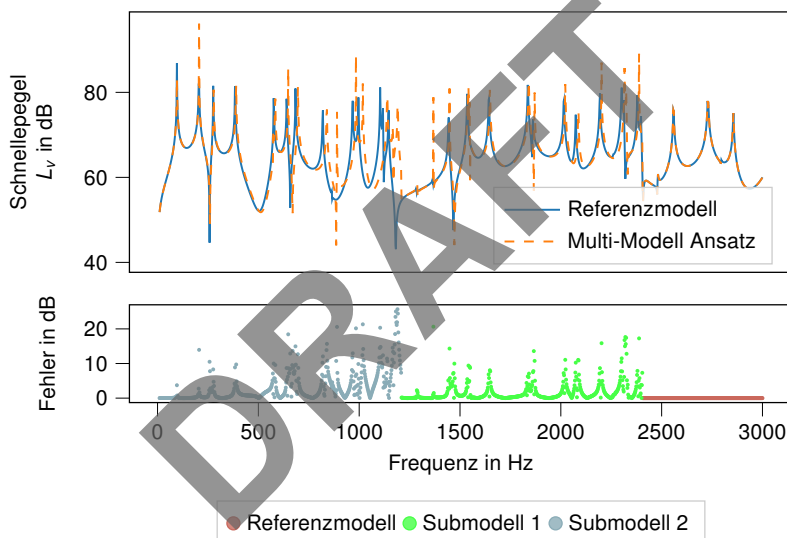 80
60
40
Schnellepegel
Lᵥ in dB
Referenzmodell
Multi-Modell Ansatz
20
10
0
Fehler in dB
0 500 1000 1500 2000 2500 3000
Frequenz in Hz
Referenzmodell Submodell 1 Submodell 2
DRAFT